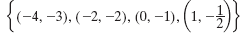 {(−4, −3), (−2, −2), (0, −1), (1, −1/2)}